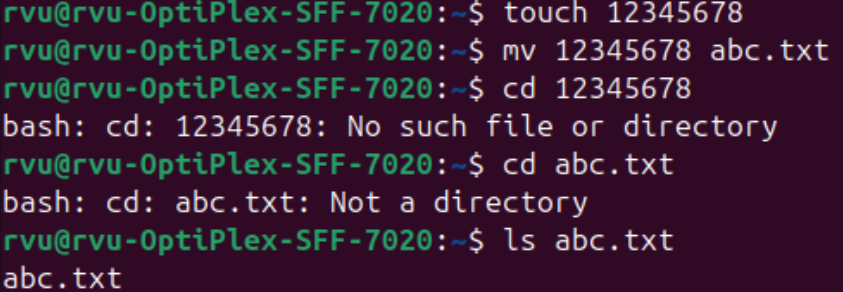 rvu@rvu-OptiPlex-SFF-7020:~$ touch 12345678
rvu@rvu-OptiPlex-SFF-7020:~$ mv 12345678 abc.txt
rvu@rvu-OptiPlex-SFF-7020:~$ cd 12345678
bash: cd: 12345678: No such file or directory
rvu@rvu-OptiPlex-SFF-7020:~$ cd abc.txt
bash: cd: abc.txt: Not a directory
rvu@rvu-OptiPlex-SFF-7020:~$ ls abc.txt
abc.txt